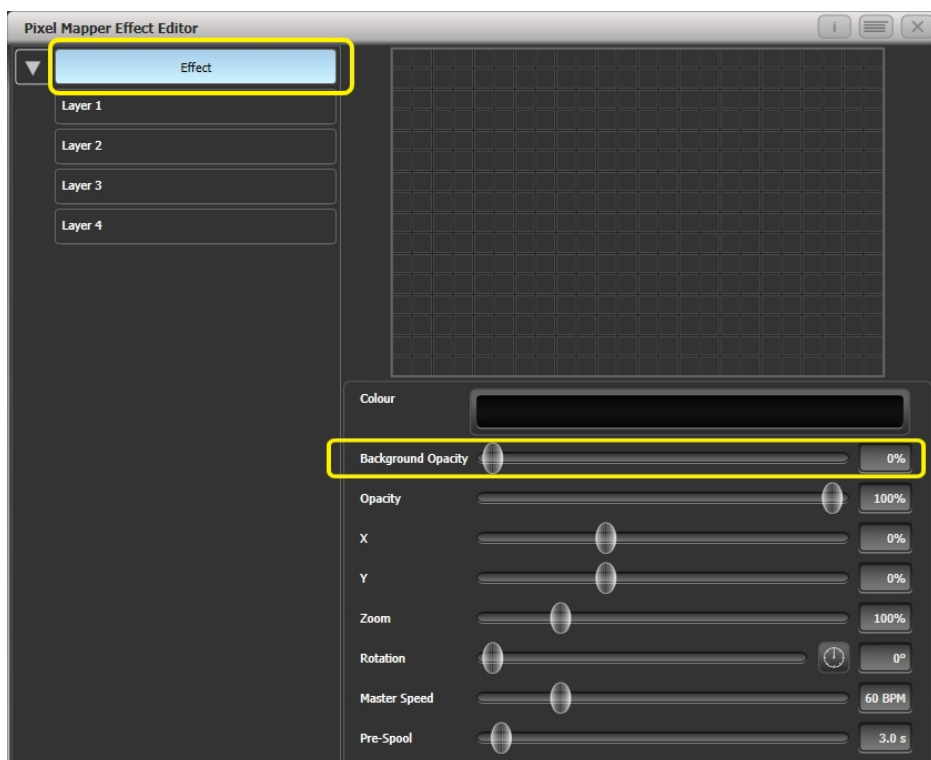 Pixel Mapper Effect Editor
i
Effect
Layer 1
Layer 2
Layer 3
Layer 4
Colour
Background Opacity 0%
Opacity 100%
X 0%
Y 0%
Zoom 100%
Rotation 0°
Master Speed 60 BPM
Pre-Spool 3.0 s